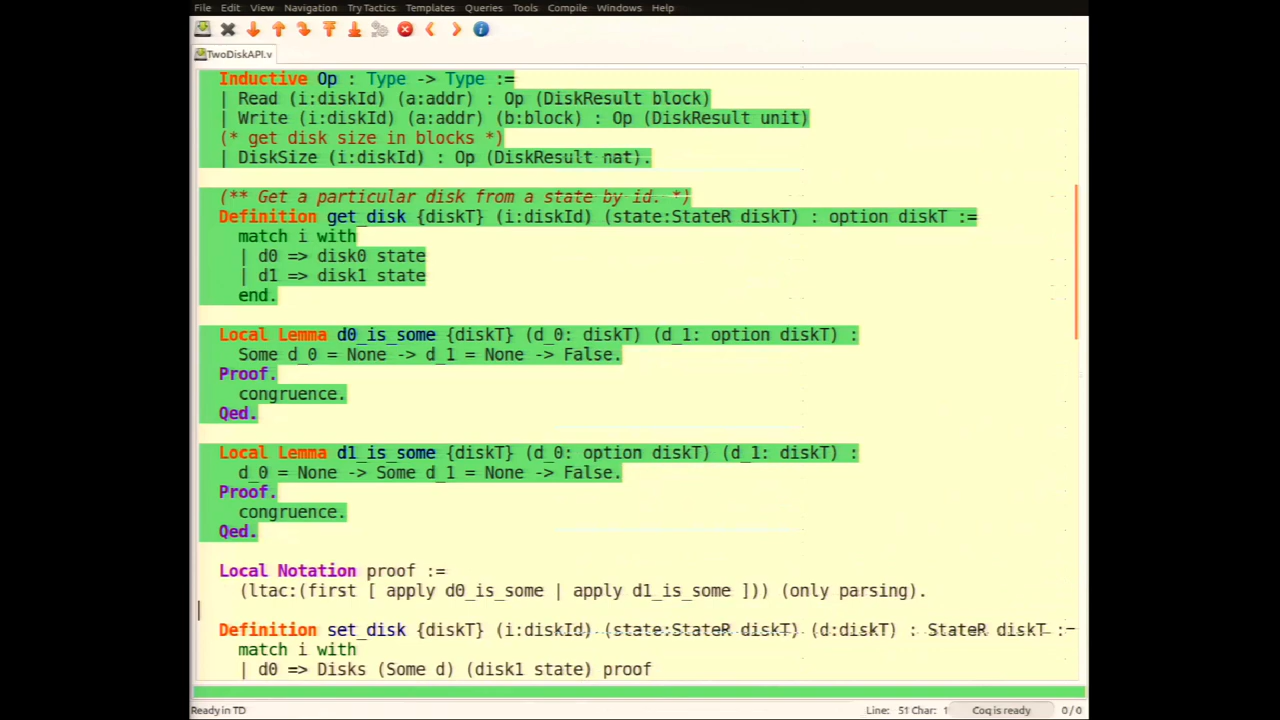 File Edit View Navigation Try Tactics Templates Queries Tools Compile Windows Help
TwoDiskAPI.v
Inductive Op : Type -> Type :=
| Read (i:diskId) (a:addr) : Op (DiskResult block)
| Write (i:diskId) (a:addr) (b:block) : Op (DiskResult unit)
(* get disk size in blocks *)
| DiskSize (i:diskId) : Op (DiskResult nat).
(** Get a particular disk from a state by id. *)
Definition get_disk {diskT} (i:diskId) (state:StateR diskT) : option diskT :=
match i with
| d0 => disk0 state
| d1 => disk1 state
end.
Local Lemma d0_is_some {diskT} (d_0: diskT) (d_1: option diskT) :
Some d_0 = None -> d_1 = None -> False.
Proof.
congruence.
Qed.
Local Lemma d1_is_some {diskT} (d_0: option diskT) (d_1: diskT) :
d_0 = None -> Some d_1 = None -> False.
Proof.
congruence.
Qed.
Local Notation proof :=
(ltac:(first [ apply d0_is_some | apply d1_is_some ])) (only parsing).
Definition set_disk {diskT} (i:diskId) (state:StateR diskT) (d:diskT) : StateR diskT :=
match i with
| d0 => Disks (Some d) (disk1 state) proof
Ready in TD Line: 51 Char: 1 Coq is ready 0 / 0